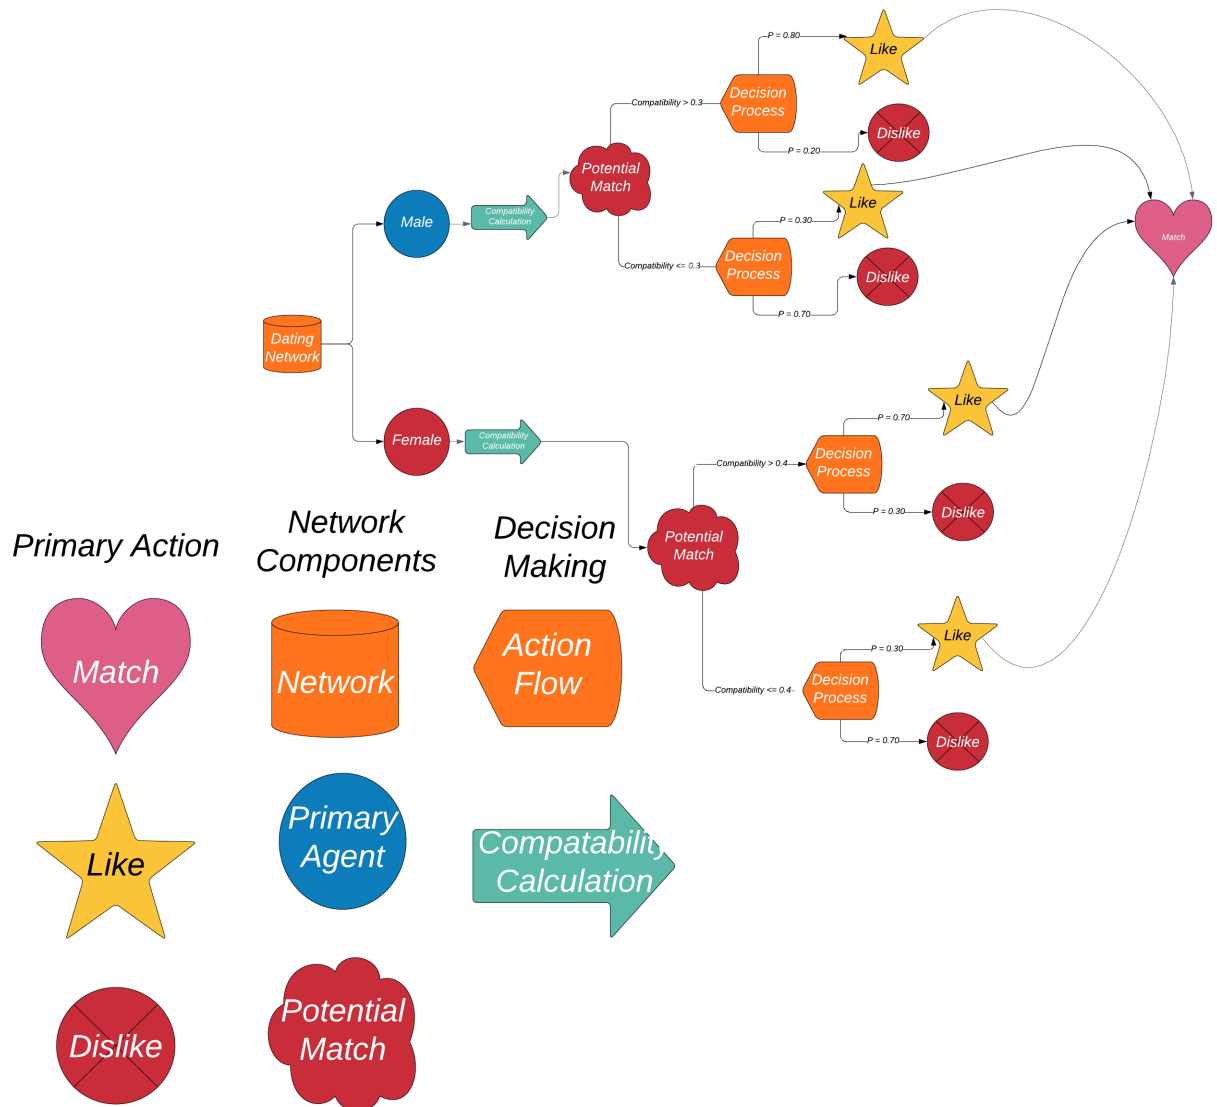 P = 0.80
Like
Decision
Process
Compatibility > 0.3
Dislike
P = 0.20
Potential
Match
Like
Compatibility
Calculation
Male
P = 0.30
Match
Decision
Process
Compatibility <= 0.3
Dislike
P = 0.70
Dating
Network
Like
P = 0.70
Female
Compatibility
Calculation
Decision
Process
Compatibility > 0.4
Dislike
P = 0.30
Potential
Match
Like
P = 0.30
Decision
Process
Compatibility <= 0.4
Dislike
P = 0.70
Primary Action
Match
Like
Dislike
Network
Components
Network
Primary
Agent
Potential
Match
Decision
Making
Action
Flow
Compatability
Calculation